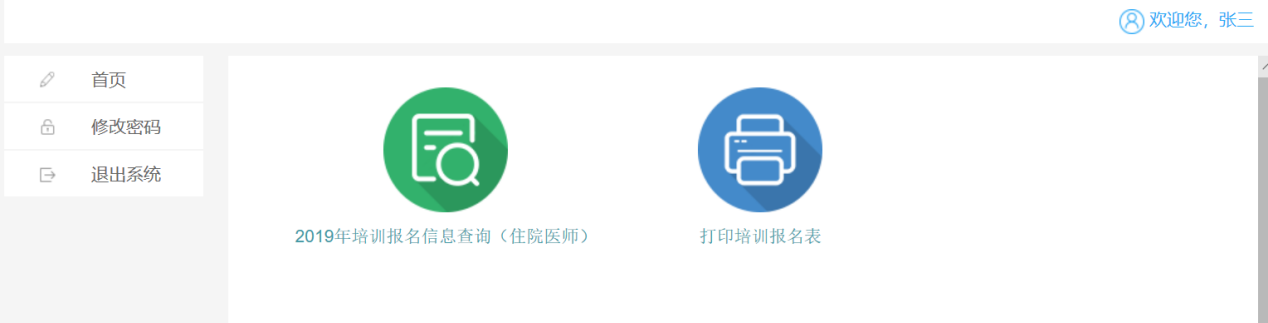 欢迎您，张三
首页
修改密码
退出系统
2019年培训报名信息查询（住院医师）
打印培训报名表